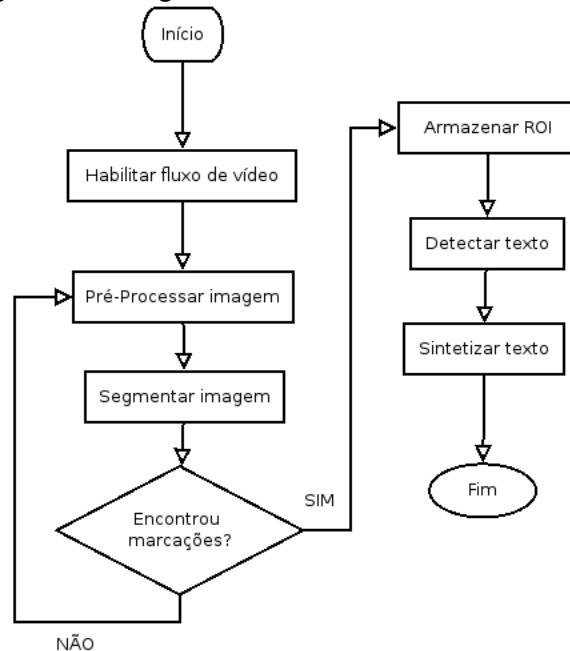 Início
Habilitar fluxo de vídeo
Pré-Processar imagem
Segmentar imagem
Encontrou
marcações?
NÃO
SIM
Armazenar ROI
Detectar texto
Sintetizar texto
Fim